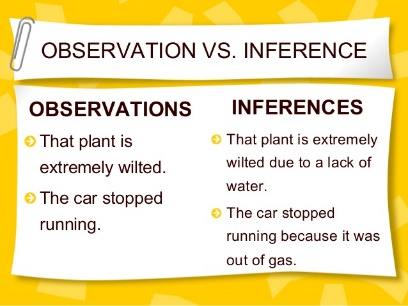 OBSERVATION VS. INFERENCE
OBSERVATIONS
That plant is
extremely wilted.
The car stopped
running.
INFERENCES
That plant is extremely
wilted due to a lack of
water.
The car stopped
running because it was
out of gas.